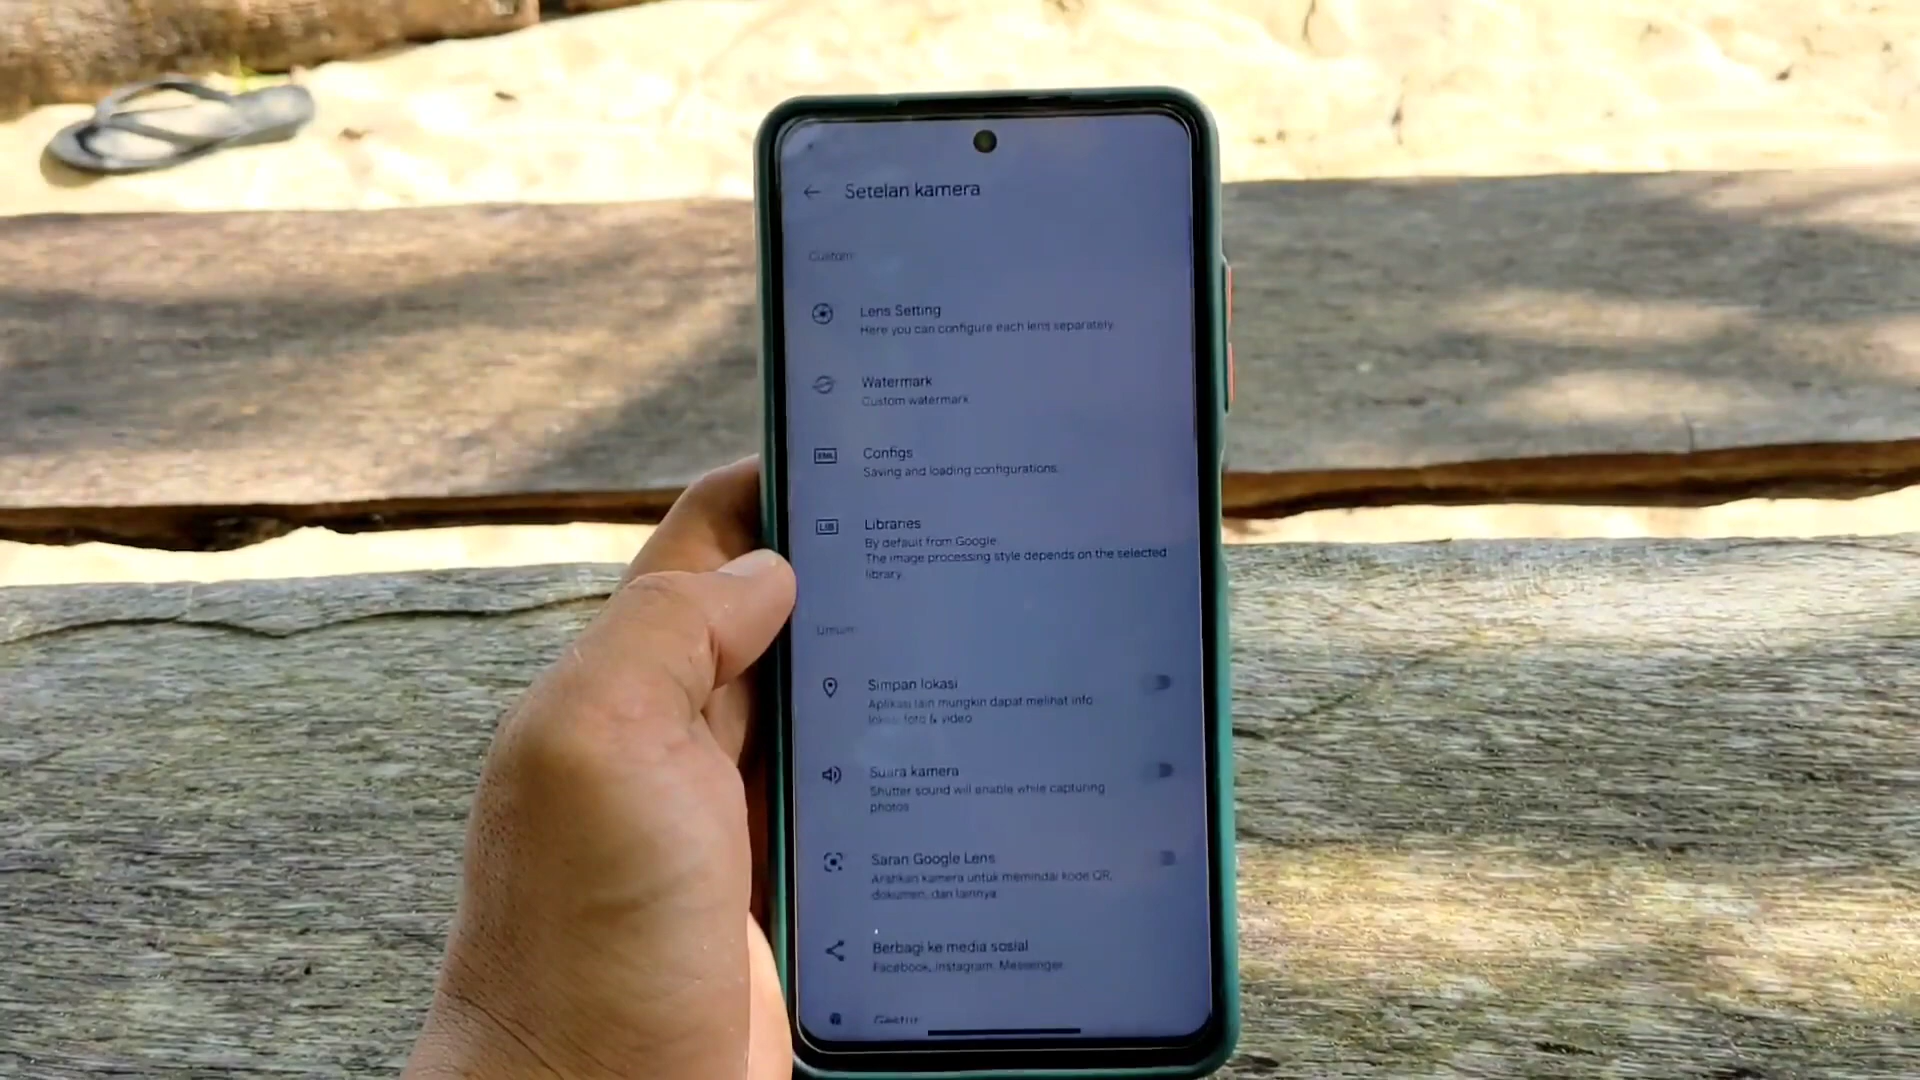 Setelan kamera
Custom
Lens Setting
Here you can configure each lens separately.
Watermark
Custom watermark
XML
Configs
Saving and loading configurations.
LIB
Libraries
By default from Google.
The image processing style depends on the selected
library.
Umum
Simpan lokasi
Aplikasi lain mungkin dapat melihat info
lokasi foto & video
Suara kamera
Shutter sound will enable while capturing
photos
Saran Google Lens
Arahkan kamera untuk memindai kode QR,
dokumen, dan lainnya
Berbagi ke media sosial
Facebook, Instagram, Messenger
Gestur